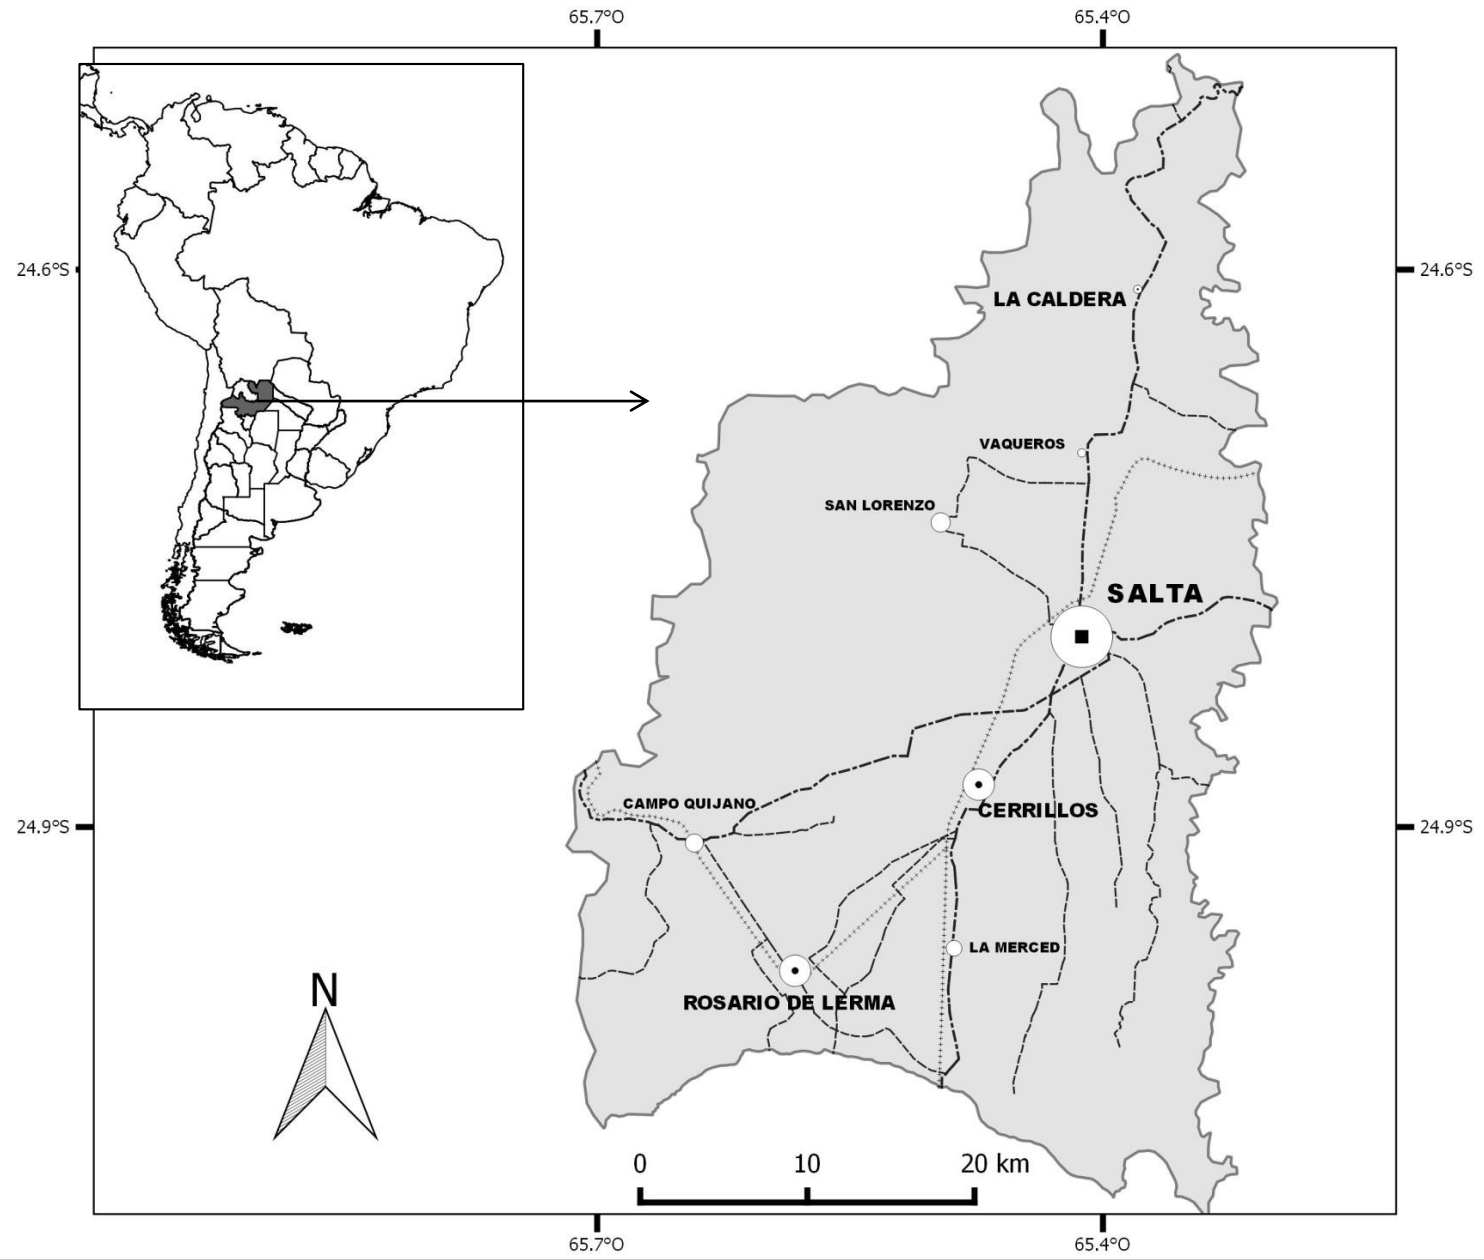 65.7°O
65.4°O
24.6°S
24.6°S
LA CALDERA
VAQUEROS
SAN LORENZO
SALTA
CAMPO QUIJANO
CERRILLOS
24.9°S
24.9°S
LA MERCED
ROSARIO DE LERMA
N
0 10 20 km
65.7°O
65.4°O